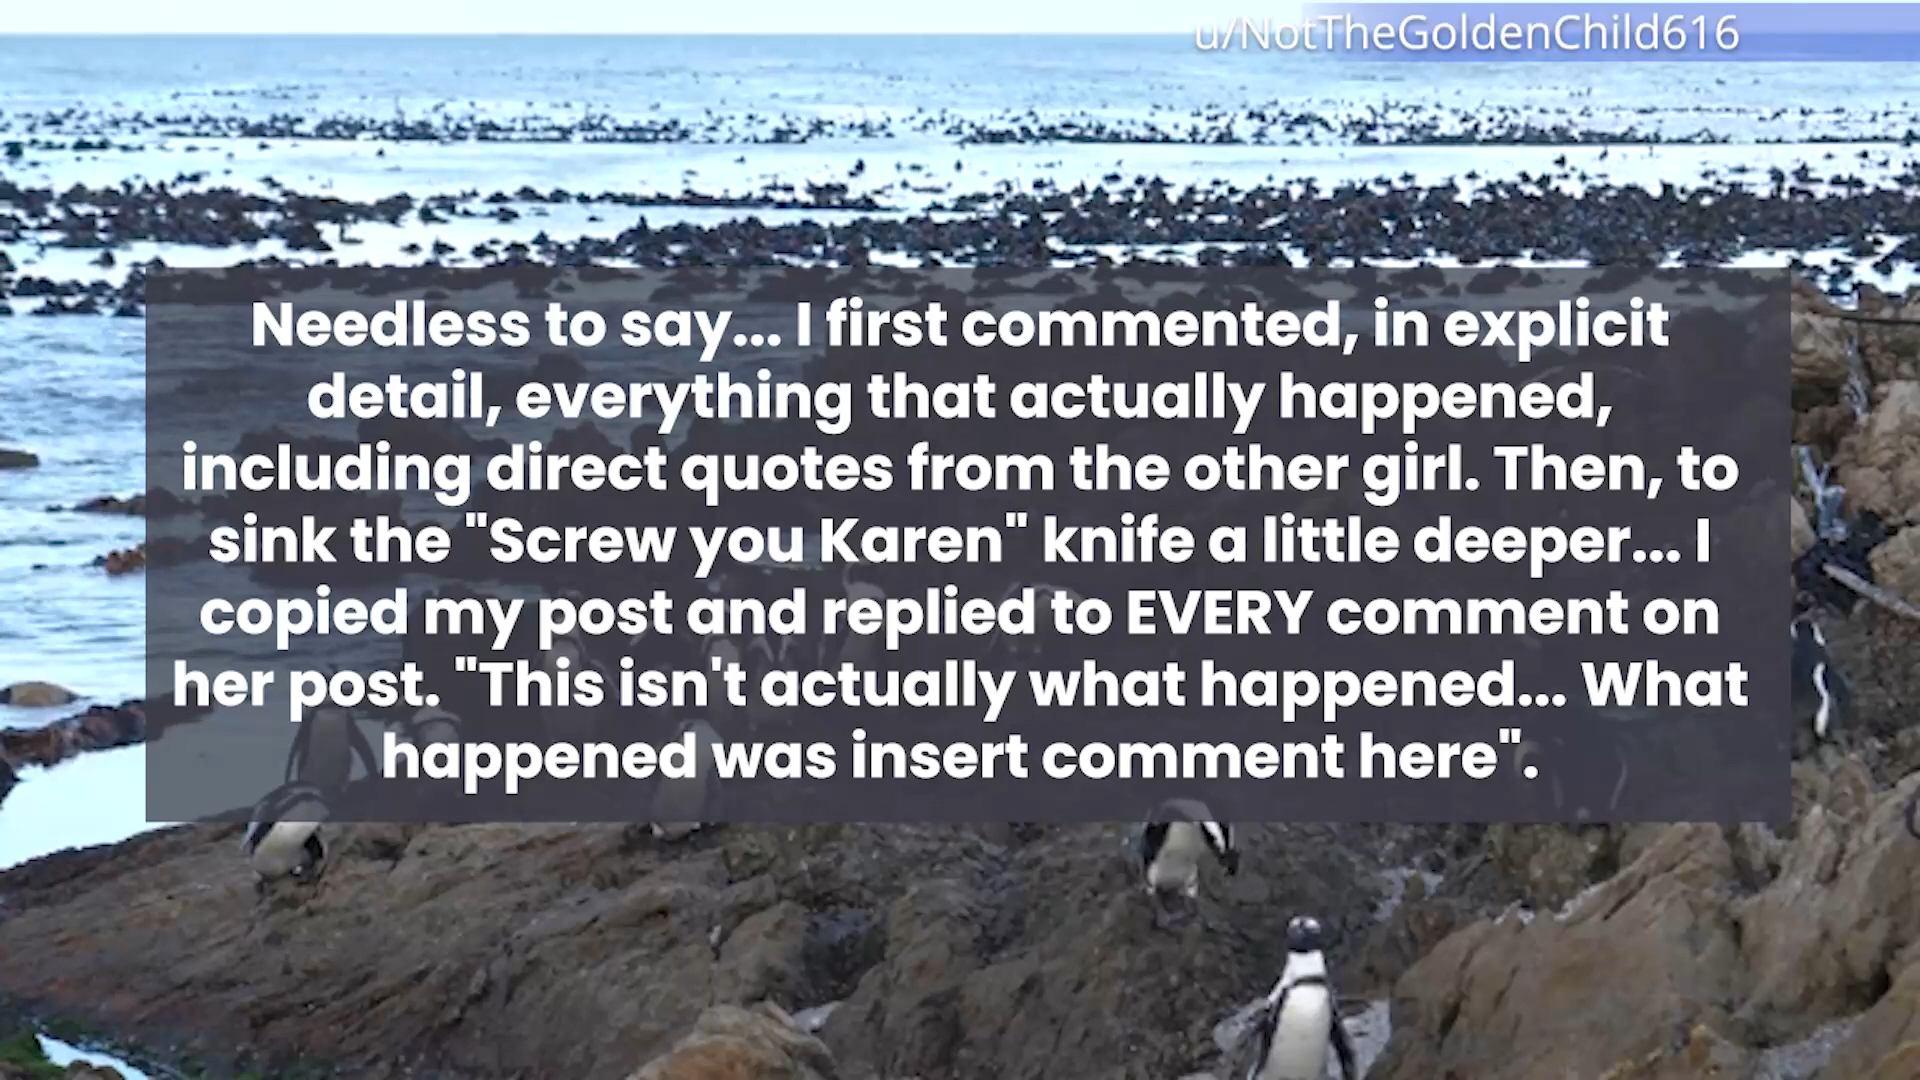 u/NotTheGoldenChild616
Needless to say... I first commented, in explicit
detail, everything that actually happened,
including direct quotes from the other girl. Then, to
sink the "Screw you Karen" knife a little deeper... I
copied my post and replied to EVERY comment on
her post. "This isn't actually what happened... What
happened was insert comment here".